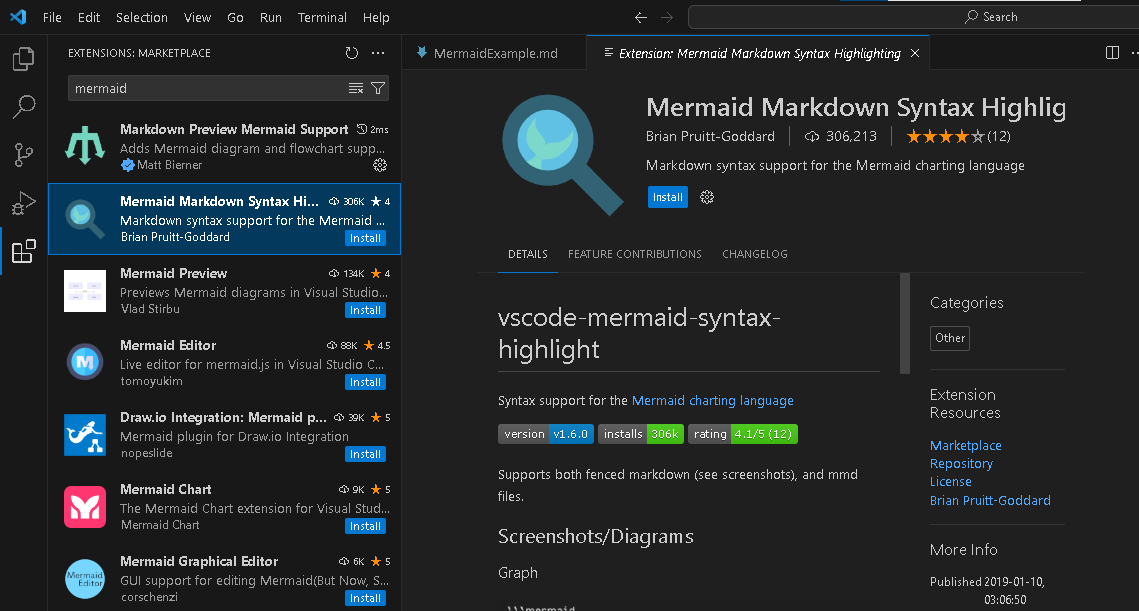 File Edit Selection View Go Run Terminal Help
Search
EXTENSIONS: MARKETPLACE
mermaid
Markdown Preview Mermaid Support 2ms
Adds Mermaid diagram and flowchart supp...
Matt Bierner
Mermaid Markdown Syntax Hi... 306K 4
Markdown syntax support for the Mermaid ...
Brian Pruitt-Goddard Install
Mermaid Preview 134K 4
Previews Mermaid diagrams in Visual Studio...
Vlad Stirbu Install
Mermaid Editor 88K 4.5
Live editor for mermaid.js in Visual Studio C...
tomoyukim Install
Draw.io Integration: Mermaid p... 39K 5
Mermaid plugin for Draw.io Integration
nopeslide Install
Mermaid Chart 9K 5
The Mermaid Chart extension for Visual Stud...
Mermaid Chart Install
Mermaid Graphical Editor 6K 5
GUI support for editing Mermaid(But Now, S...
corschenzi Install
Mermaid
Editor
MermaidExample.md
Extension: Mermaid Markdown Syntax Highlighting
Mermaid Markdown Syntax Highlig
Brian Pruitt-Goddard 306,213 (12)
Markdown syntax support for the Mermaid charting language
Install
DETAILS FEATURE CONTRIBUTIONS CHANGELOG
vscode-mermaid-syntax-
highlight
Syntax support for the Mermaid charting language
version v1.6.0 installs 306k rating 4.1/5 (12)
Supports both fenced markdown (see screenshots), and mmd
files.
Screenshots/Diagrams
Graph
```mermaid
Categories
Other
Extension
Resources
Marketplace
Repository
License
Brian Pruitt-Goddard
More Info
Published 2019-01-10,
03:06:50